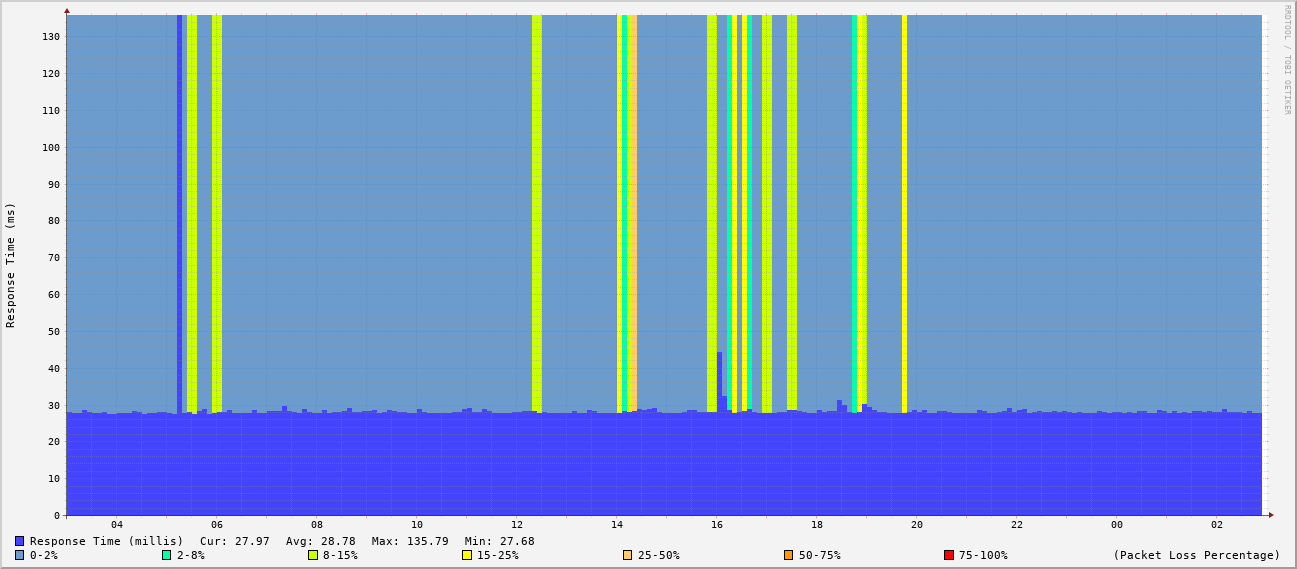 RRDTOOL / TOBI OETIKER
Response Time (ms)
130
120
110
100
90
80
70
60
50
40
30
20
10
0
04 06 08 10 12 14 16 18 20 22 00 02
Response Time (millis) Cur: 27.97 Avg: 28.78 Max: 135.79 Min: 27.68
0-2% 2-8% 8-15% 15-25% 25-50% 50-75% 75-100% (Packet Loss Percentage)